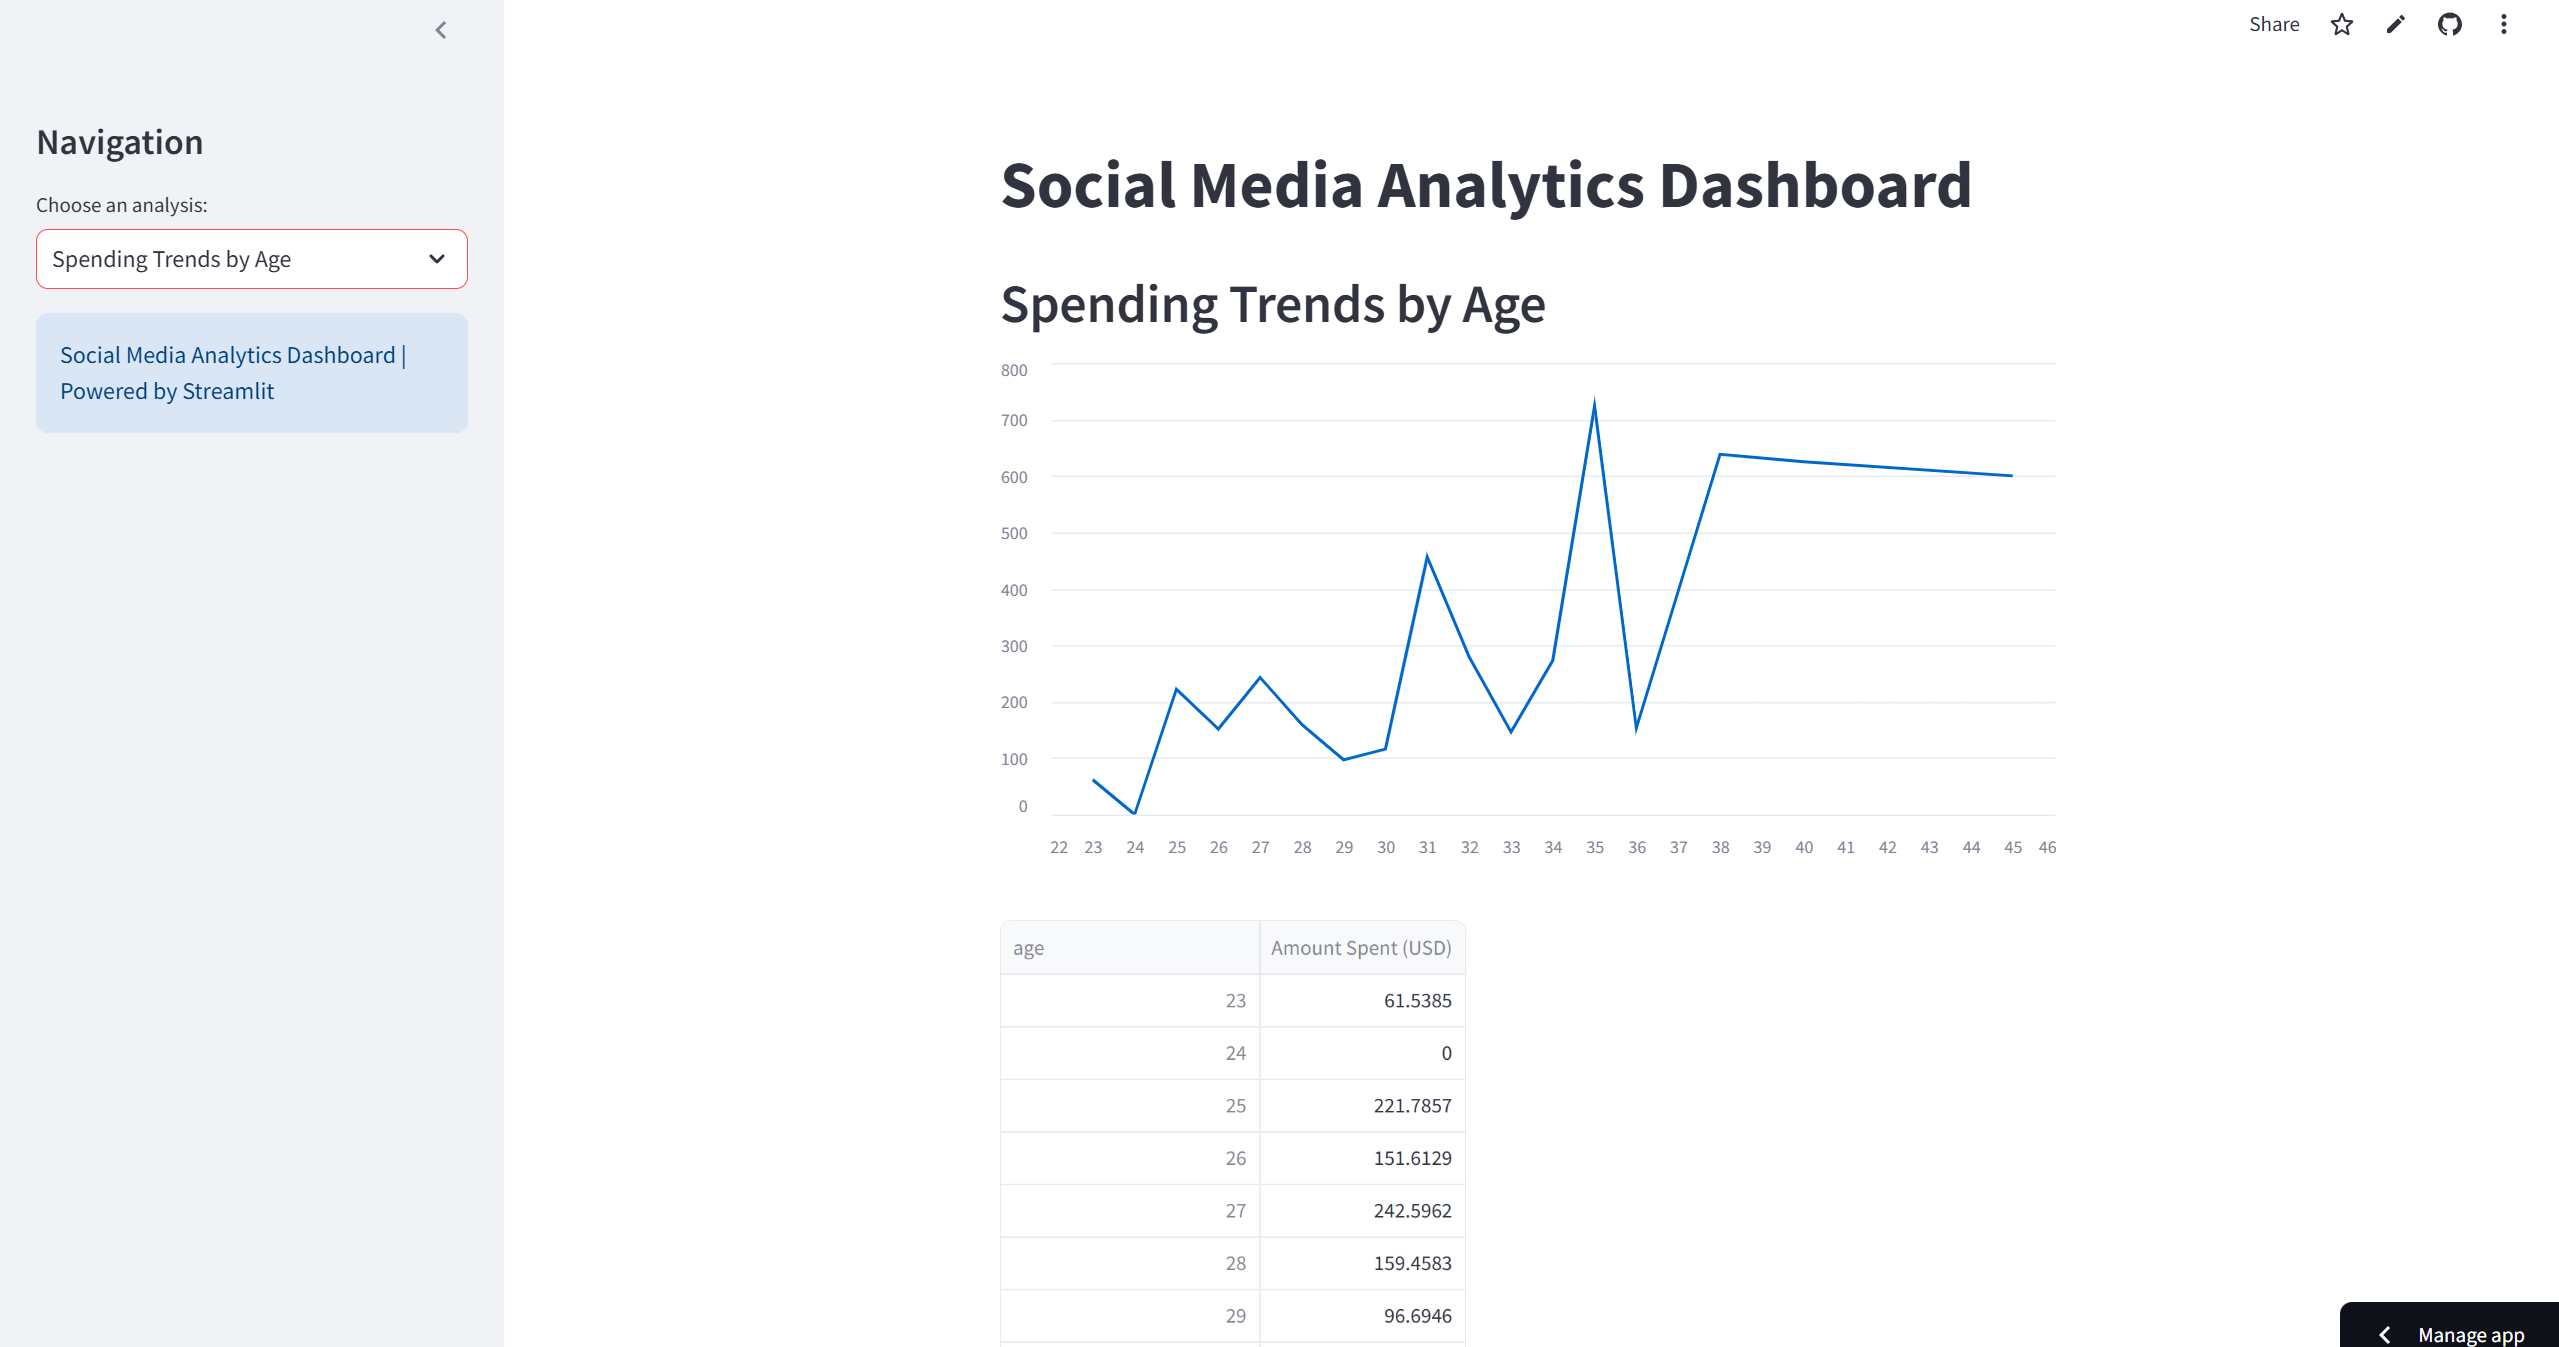 Share
Navigation
Choose an analysis:
Spending Trends by Age
Social Media Analytics Dashboard |
Powered by Streamlit
Social Media Analytics Dashboard
Spending Trends by Age
800
700
600
500
400
300
200
100
0
22 23 24 25 26 27 28 29 30 31 32 33 34 35 36 37 38 39 40 41 42 43 44 45 46
age Amount Spent (USD)
23 61.5385
24 0
25 221.7857
26 151.6129
27 242.5962
28 159.4583
29 96.6946
Manage app